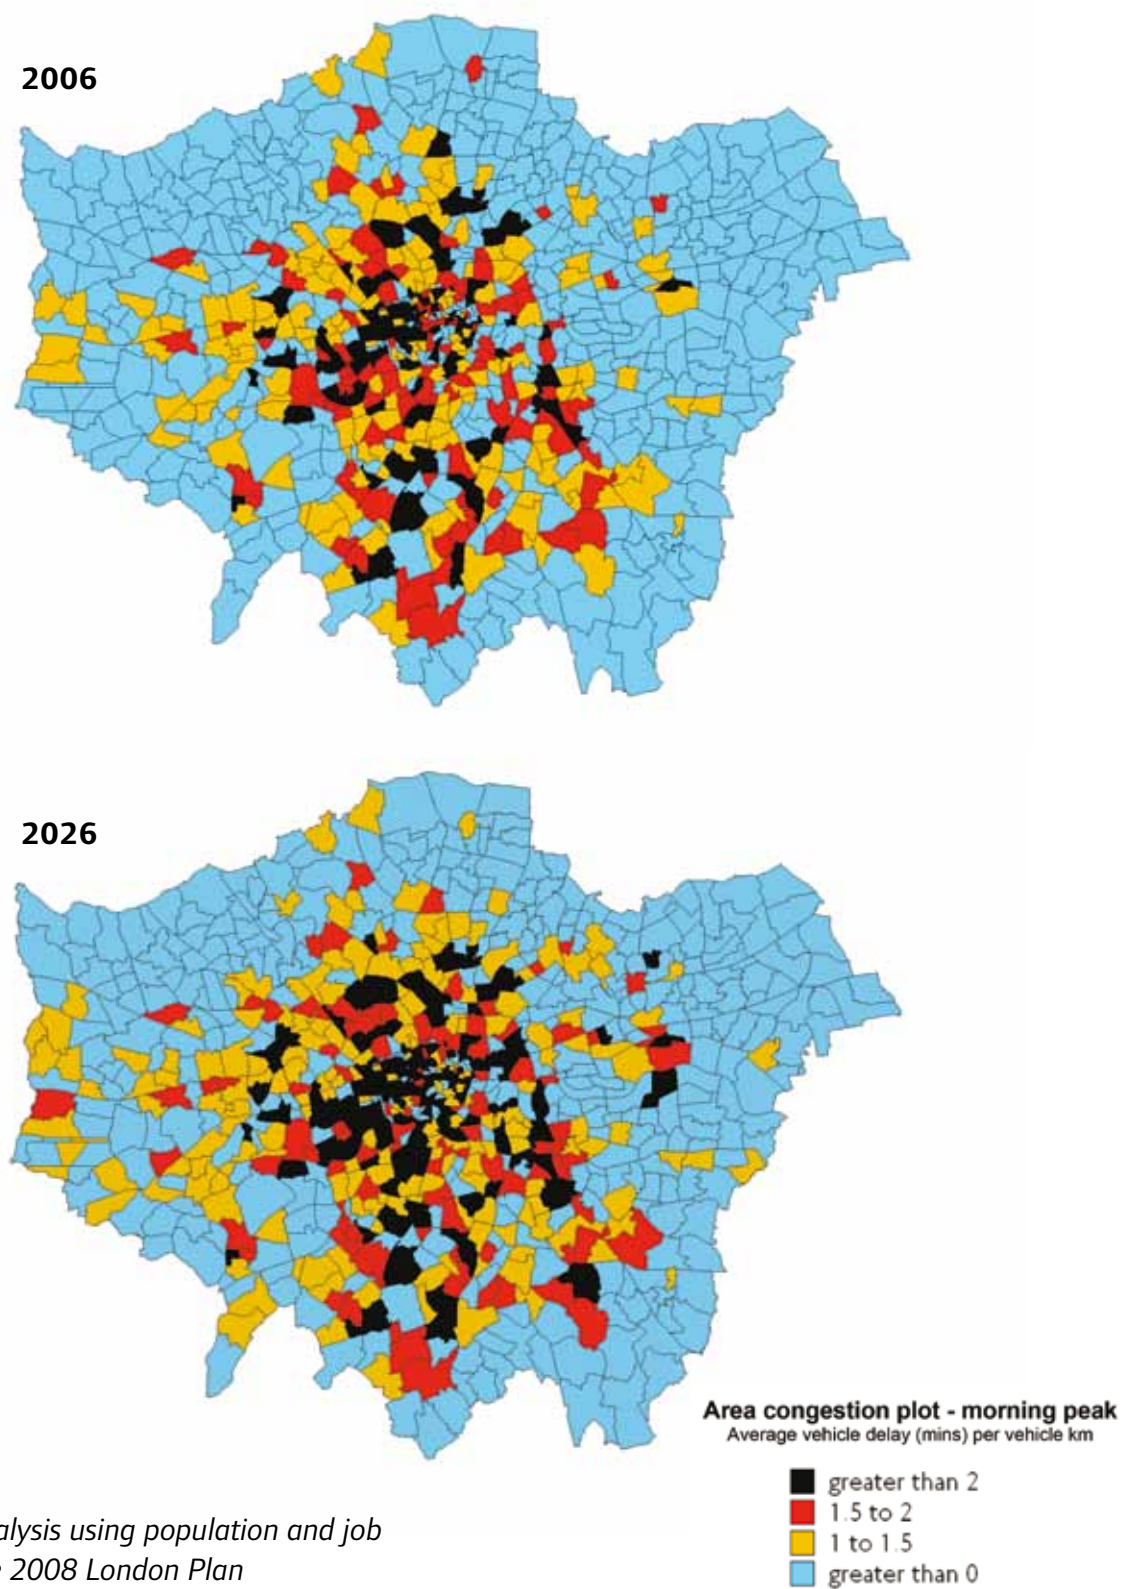 2006
2026
Area congestion plot - morning peak
Average vehicle delay (mins) per vehicle km
greater than 2
1.5 to 2
1 to 1.5
greater than 0
using population and job
2008 London Plan